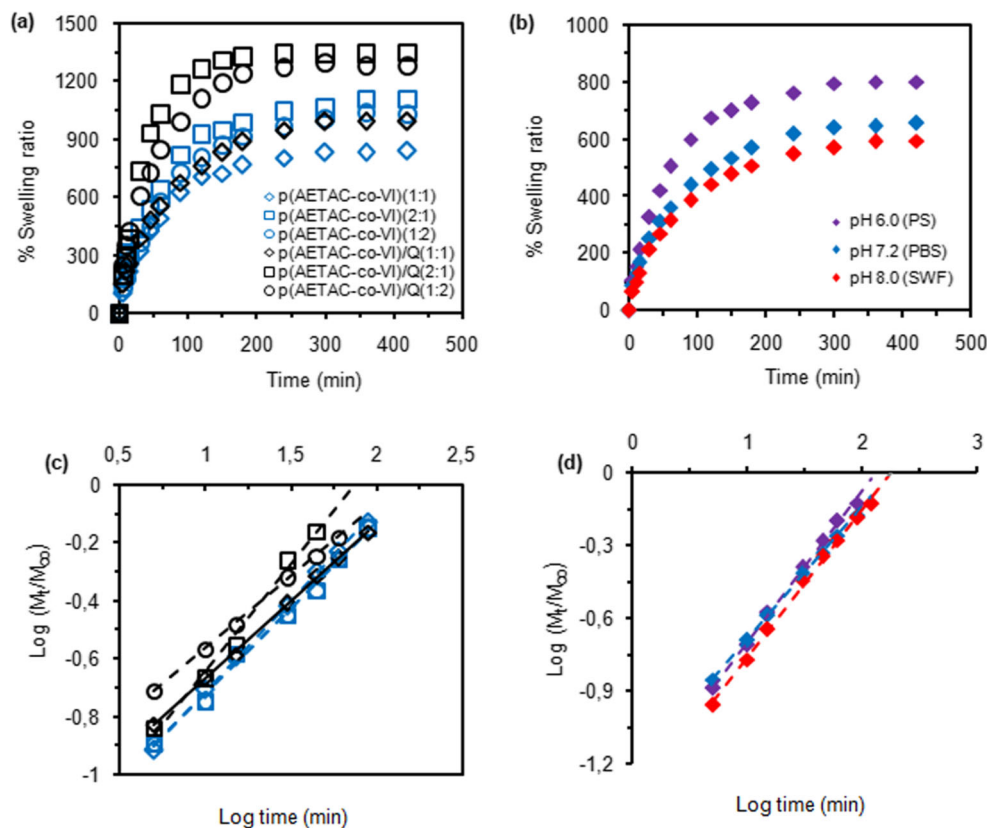 (a)
1500
1200
900
600
300
0
% Swelling ratio
p(AETAC-co-VI)(1:1)
p(AETAC-co-VI)(2:1)
p(AETAC-co-VI)(1:2)
p(AETAC-co-VI)/Q(1:1)
p(AETAC-co-VI)/Q(2:1)
p(AETAC-co-VI)/Q(1:2)
0 100 200 300 400 500
Time (min)
(b)
1000
800
600
400
200
0
% Swelling ratio
pH 6.0 (PS)
pH 7.2 (PBS)
pH 8.0 (SWF)
0 100 200 300 400 500
Time (min)
(c)
0,5 1 1,5 2 2,5
0
-0,2
-0,4
-0,6
-0,8
-1
Log (Mt/M∞)
Log time (min)
(d)
0 1 2 3
0
-0,3
-0,6
-0,9
-1,2
Log (Mt/M∞)
Log time (min)